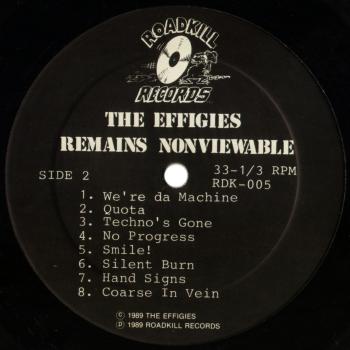 ROADKILL
RECORDS
THE EFFIGIES
REMAINS NONVIEWABLE
SIDE 2
33-1/3 RPM
RDK-005
1. We're da Machine
2. Quota
3. Techno's Gone
4. No Progress
5. Smile!
6. Silent Burn
7. Hand Signs
8. Coarse In Vein
© 1989 THE EFFIGIES
℗ 1989 ROADKILL RECORDS